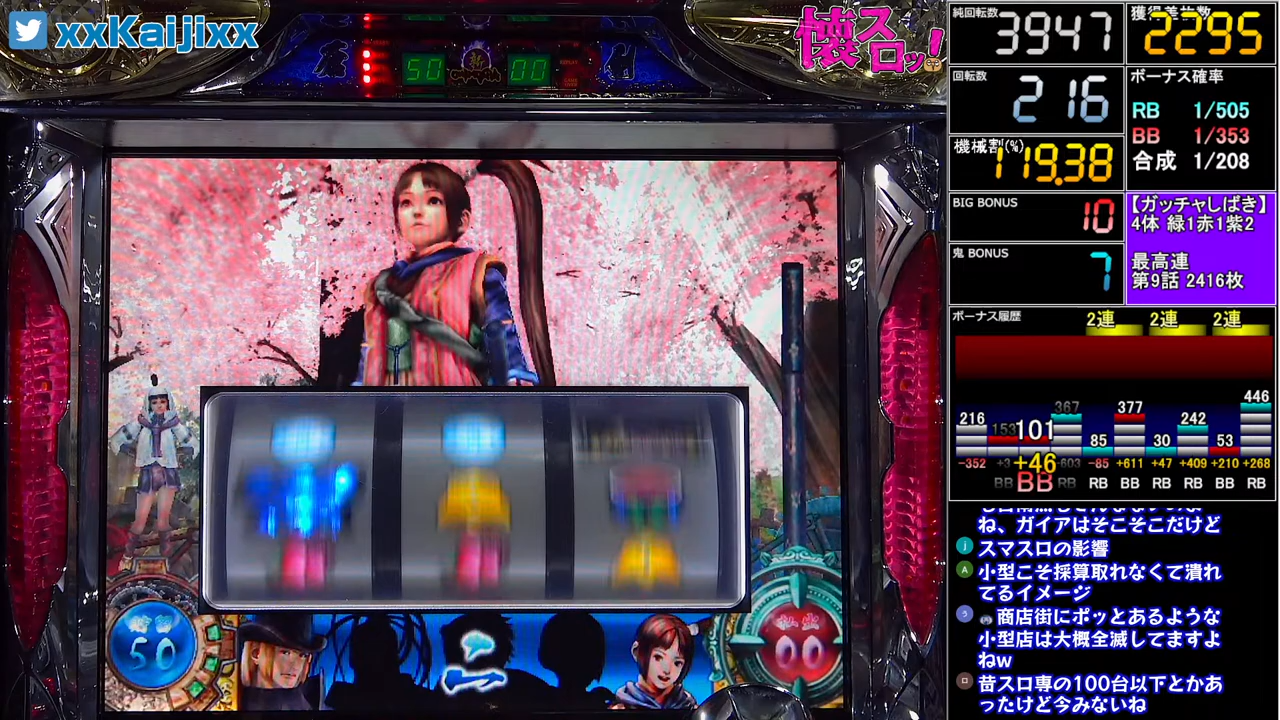 xxKaijixx
懐スロッ!
50
新
00
50
00
純回転数
3947
獲得差枚数
2295
回転数
216
ボーナス確率
RB 1/505
BB 1/353
合成 1/208
機械割(%)
119.38
BIG BONUS
10
鬼 BONUS
7
【ガッチャしばき】
4体 緑1赤1紫2
最高連
第9話 2416枚
ボーナス履歴
2連 2連 2連
216 153 101 367 85 377 30 242 53 446
-352 +46 -603 -85 +611 +47 +409 +210 +268
BB BB RB RB BB RB RB BB RB
ね、ガイアはそこそこだけど
j スマスロの影響
A 小型こそ採算取れなくて潰れ
てるイメージ
う 商店街にポッとあるような
小型店は大概全滅してますよ
ねw
ロ 昔スロ専の100台以下とかあ
ったけど今みないね